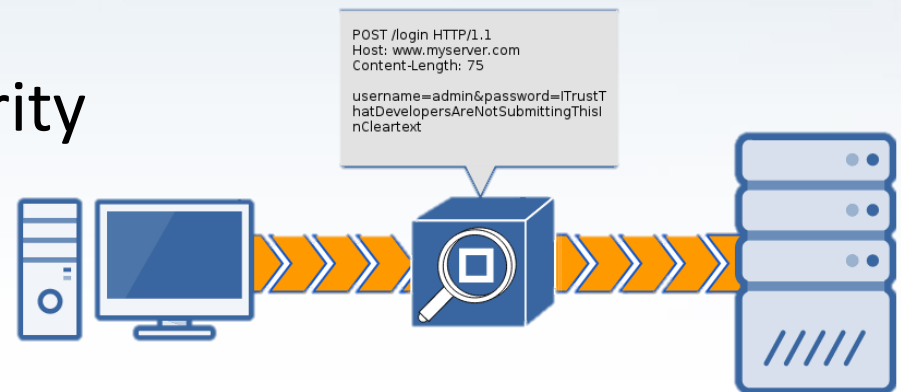 POST /login HTTP/1.1
Host: www.myserver.com
Content-Length: 75
username=admin&password=ITrustT
hatDevelopersAreNotSubmittingThisI
nCleartext
rity